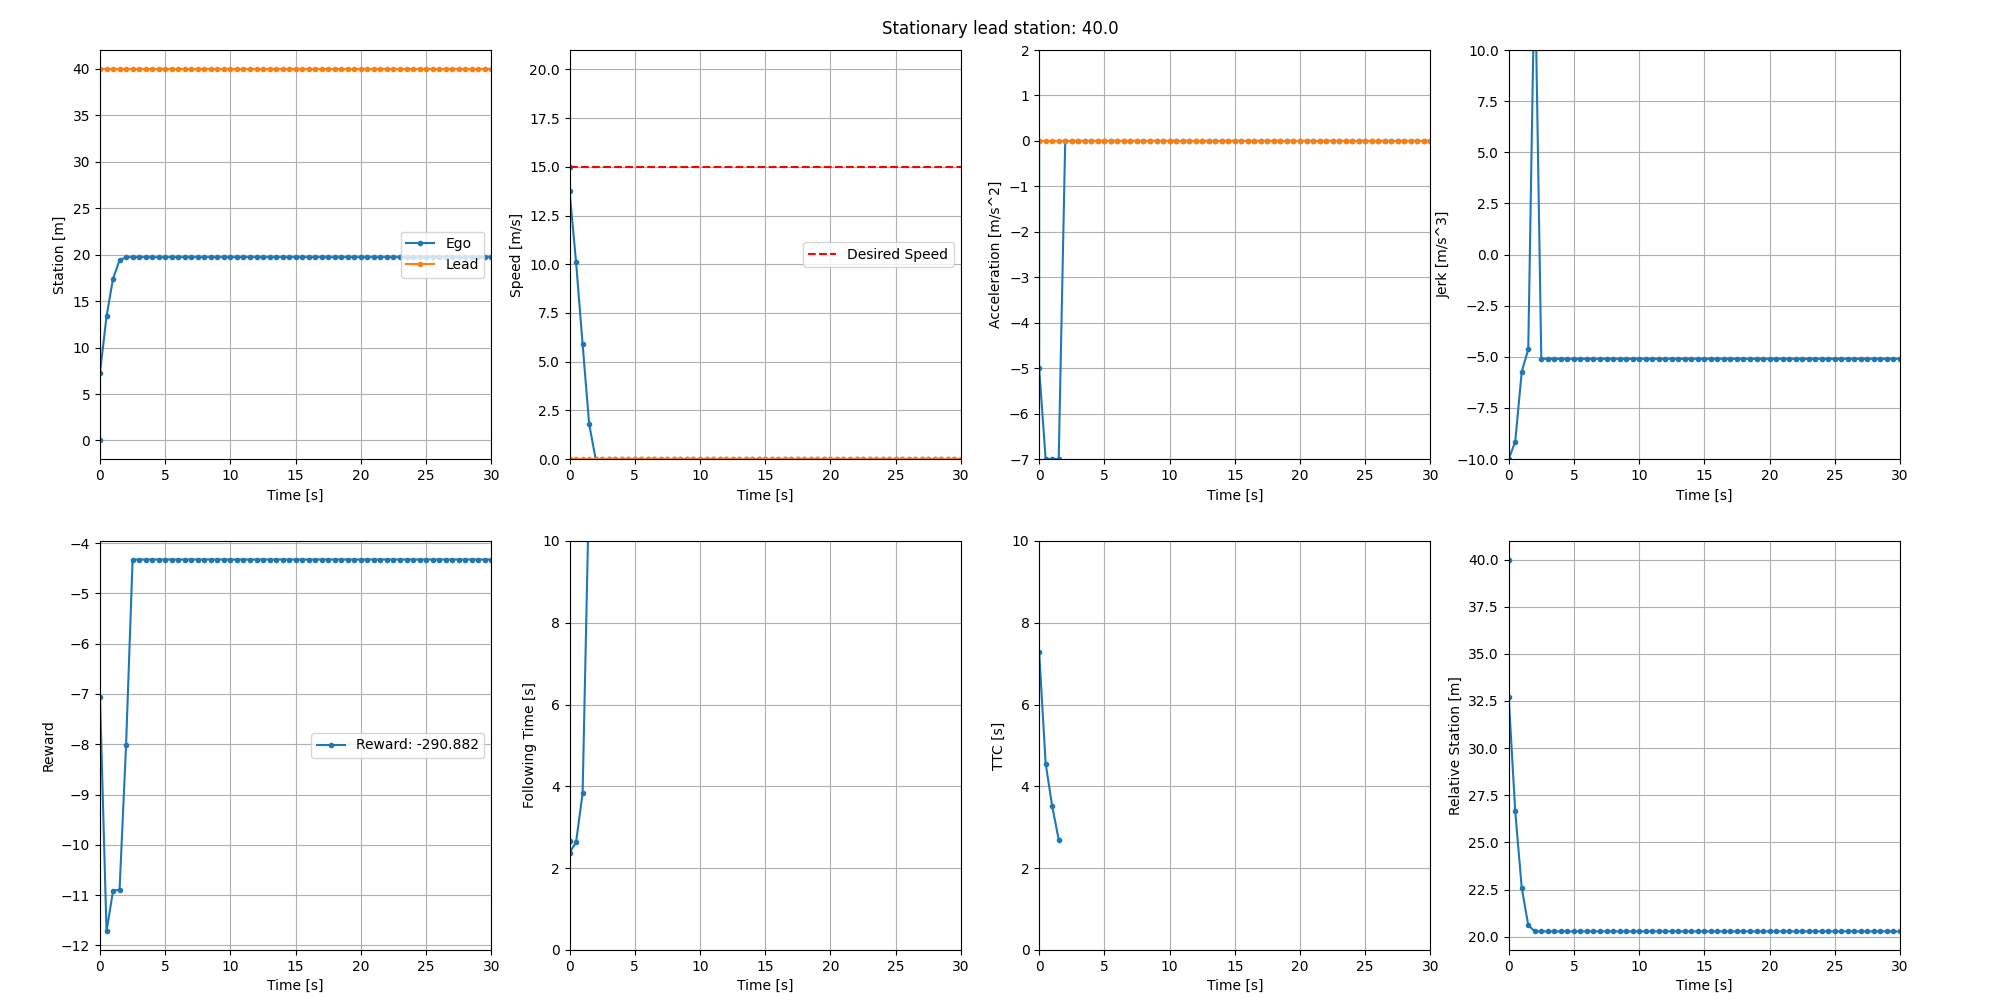 Stationary lead station: 40.0
Station [m]
40
35
30
25
20
15
10
5
0
Ego
Lead
0 5 10 15 20 25 30
Time [s]
Speed [m/s]
20.0
17.5
15.0
12.5
10.0
7.5
5.0
2.5
0.0
Desired Speed
0 5 10 15 20 25 30
Time [s]
Acceleration [m/s^2]
2
1
0
−1
−2
−3
−4
−5
−6
−7
0 5 10 15 20 25 30
Time [s]
Jerk [m/s^3]
10.0
7.5
5.0
2.5
0.0
−2.5
−5.0
−7.5
−10.0
0 5 10 15 20 25 30
Time [s]
Reward
−4
−5
−6
−7
−8
−9
−10
−11
−12
Reward: -290.882
0 5 10 15 20 25 30
Time [s]
Following Time [s]
10
8
6
4
2
0
0 5 10 15 20 25 30
Time [s]
TTC [s]
10
8
6
4
2
0
0 5 10 15 20 25 30
Time [s]
Relative Station [m]
40.0
37.5
35.0
32.5
30.0
27.5
25.0
22.5
20.0
0 5 10 15 20 25 30
Time [s]